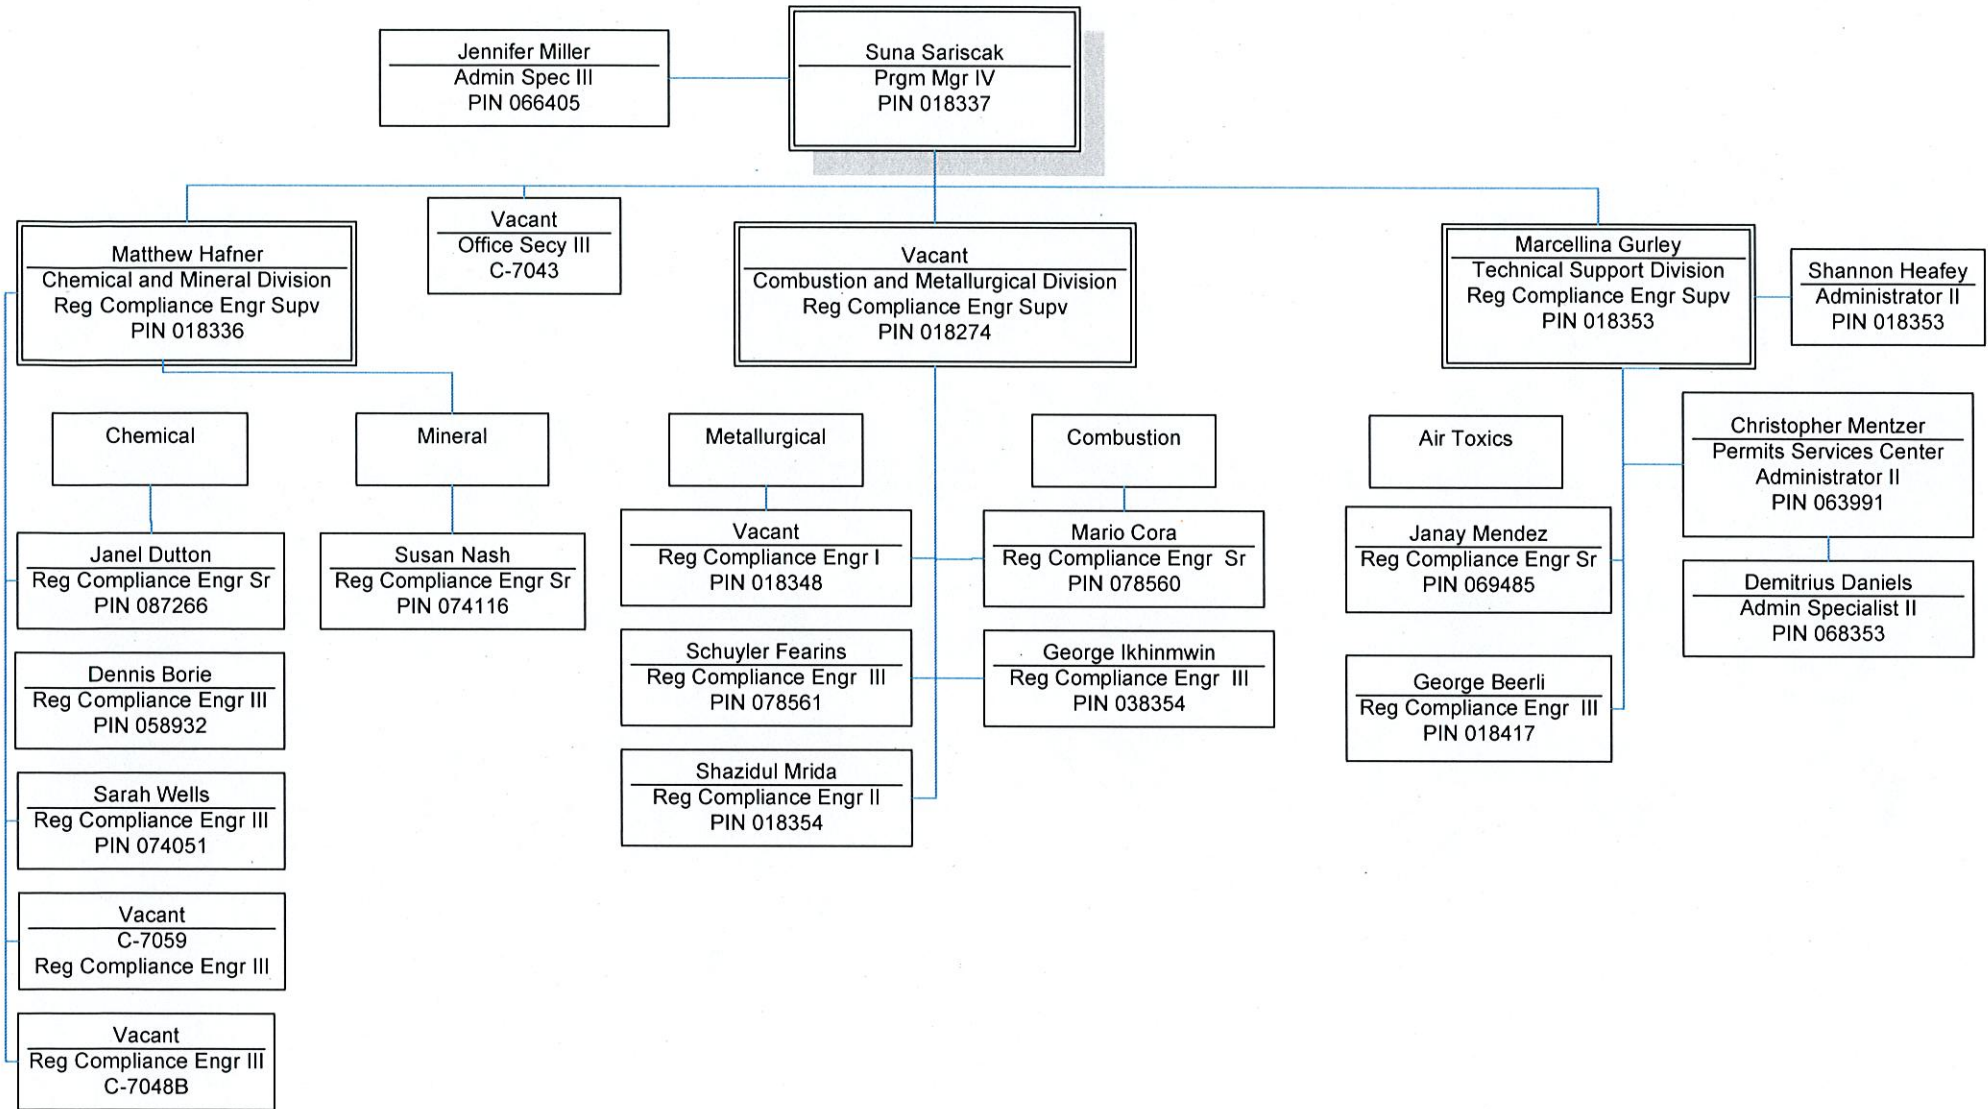 Jennifer Miller
Admin Spec III
PIN 066405
Suna Sariscak
Prgm Mgr IV
PIN 018337
Matthew Hafner
Chemical and Mineral Division
Reg Compliance Engr Supv
PIN 018336
Vacant
Office Secy III
C-7043
Vacant
Combustion and Metallurgical Division
Reg Compliance Engr Supv
PIN 018274
Marcellina Gurley
Technical Support Division
Reg Compliance Engr Supv
PIN 018353
Shannon Heafey
Administrator II
PIN 018353
Chemical
Janel Dutton
Reg Compliance Engr Sr
PIN 087266
Dennis Borie
Reg Compliance Engr III
PIN 058932
Sarah Wells
Reg Compliance Engr III
PIN 074051
Vacant
C-7059
Reg Compliance Engr III
Vacant
Reg Compliance Engr III
C-7048B
Mineral
Susan Nash
Reg Compliance Engr Sr
PIN 074116
Metallurgical
Vacant
Reg Compliance Engr I
PIN 018348
Schuyler Fearins
Reg Compliance Engr III
PIN 078561
Shazidul Mrida
Reg Compliance Engr II
PIN 018354
Combustion
Mario Cora
Reg Compliance Engr Sr
PIN 078560
George Ikhinmwin
Reg Compliance Engr III
PIN 038354
Air Toxics
Janay Mendez
Reg Compliance Engr Sr
PIN 069485
George Beerli
Reg Compliance Engr III
PIN 018417
Christopher Mentzer
Permits Services Center
Administrator II
PIN 063991
Demitrius Daniels
Admin Specialist II
PIN 068353